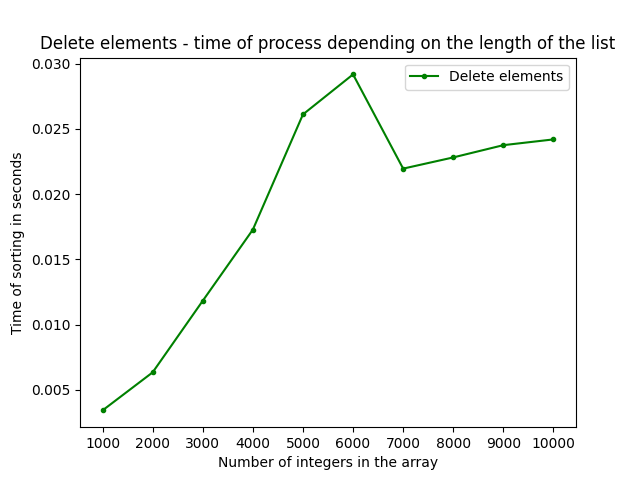 Delete elements - time of process depending on the length of the list
Delete elements
0.030
0.025
0.020
0.015
0.010
0.005
Time of sorting in seconds
1000 2000 3000 4000 5000 6000 7000 8000 9000 10000
Number of integers in the array